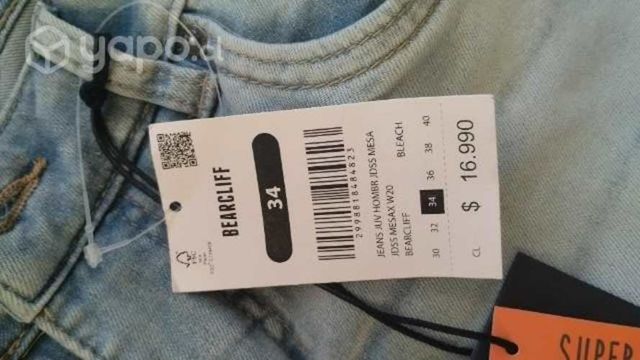 yapo.cl
BEARCLIFF
34
2998818484823
JEANS JUV HOMBR JDSS MESA
JDSS MESAX W20 BLEACH
BEARCLIFF
30 32 34 36 38 40
$ 16.990
CL
FSC
SUPER